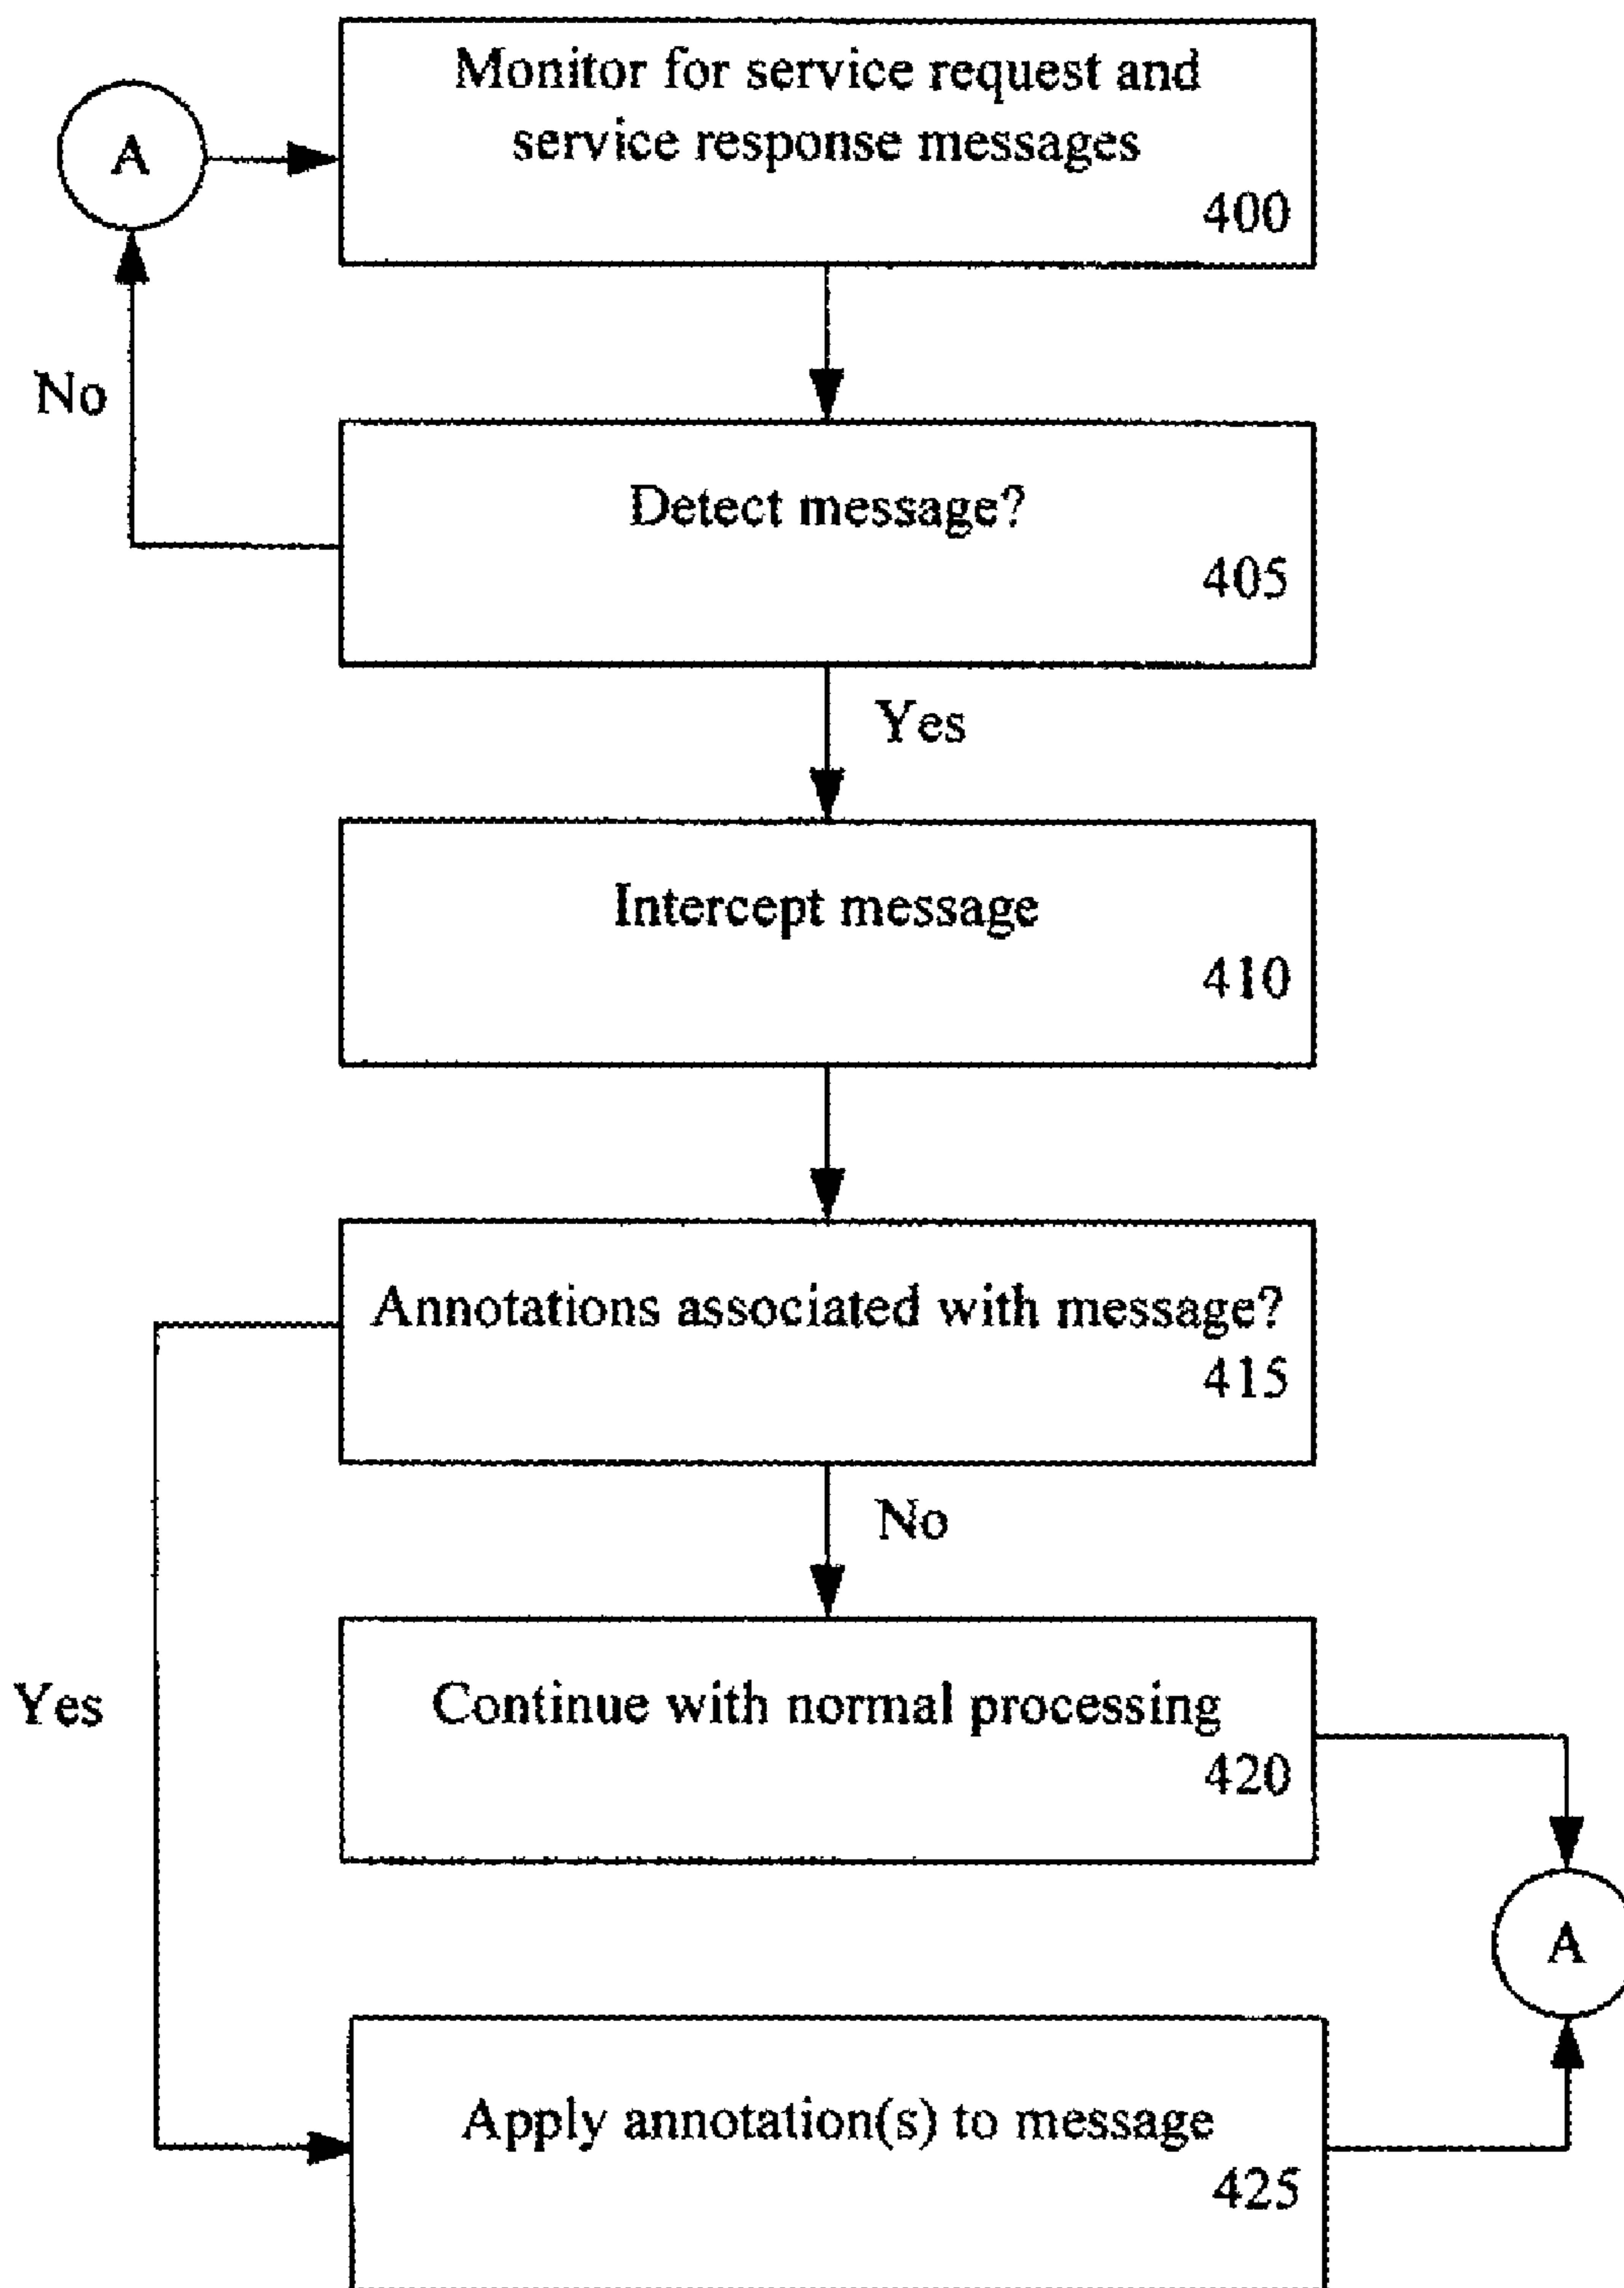 Monitor for service request and
service response messages
400
A
No
Detect message?
405
Yes
Intercept message
410
Annotations associated with message?
415
No
Yes
Continue with normal processing
420
A
Apply annotation(s) to message
425